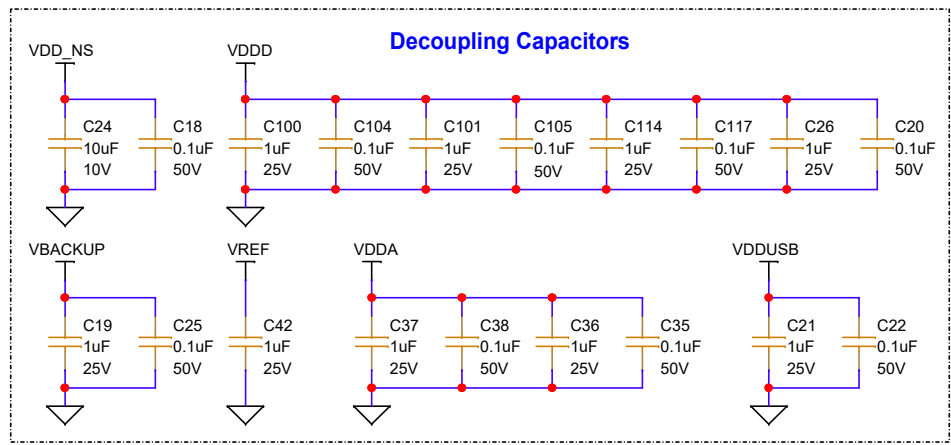 Decoupling Capacitors
VDD_NS
C24
10uF
10V
C18
0.1uF
50V
VDDD
C100
1uF
25V
C104
0.1uF
50V
C101
1uF
25V
C105
0.1uF
50V
C114
1uF
25V
C117
0.1uF
50V
C26
1uF
25V
C20
0.1uF
50V
VBACKUP
C19
1uF
25V
C25
0.1uF
50V
VREF
C42
1uF
25V
VDDA
C37
1uF
25V
C38
0.1uF
50V
C36
1uF
25V
C35
0.1uF
50V
VDDUSB
C21
1uF
25V
C22
0.1uF
50V